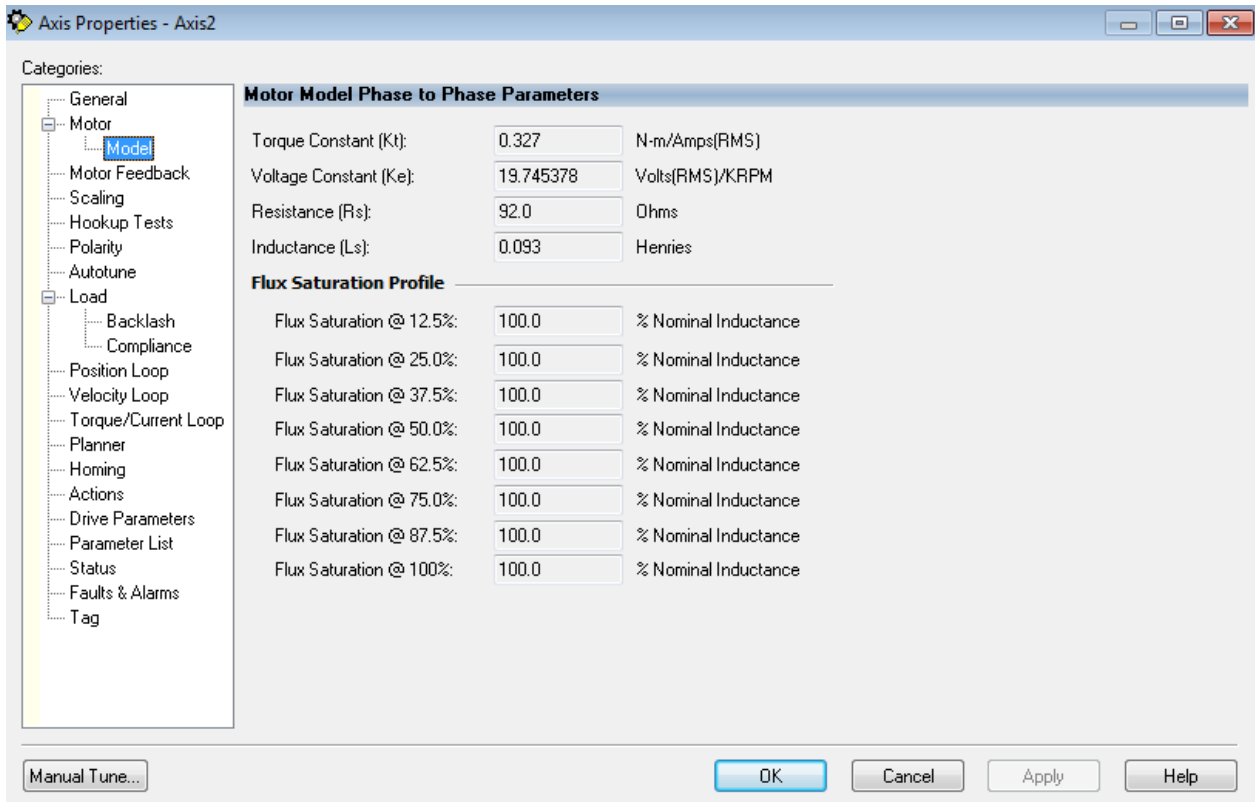 Axis Properties - Axis2
Categories:
General
Motor
Model
Motor Feedback
Scaling
Hookup Tests
Polarity
Autotune
Load
Backlash
Compliance
Position Loop
Velocity Loop
Torque/Current Loop
Planner
Homing
Actions
Drive Parameters
Parameter List
Status
Faults & Alarms
Tag
Motor Model Phase to Phase Parameters
Torque Constant (Kt): 0.327 N-m/Amps(RMS)
Voltage Constant (Ke): 19.745378 Volts(RMS)/KRPM
Resistance (Rs): 92.0 Ohms
Inductance (Ls): 0.093 Henries
Flux Saturation Profile
Flux Saturation @ 12.5%: 100.0 % Nominal Inductance
Flux Saturation @ 25.0%: 100.0 % Nominal Inductance
Flux Saturation @ 37.5%: 100.0 % Nominal Inductance
Flux Saturation @ 50.0%: 100.0 % Nominal Inductance
Flux Saturation @ 62.5%: 100.0 % Nominal Inductance
Flux Saturation @ 75.0%: 100.0 % Nominal Inductance
Flux Saturation @ 87.5%: 100.0 % Nominal Inductance
Flux Saturation @ 100%: 100.0 % Nominal Inductance
Manual Tune... OK Cancel Apply Help